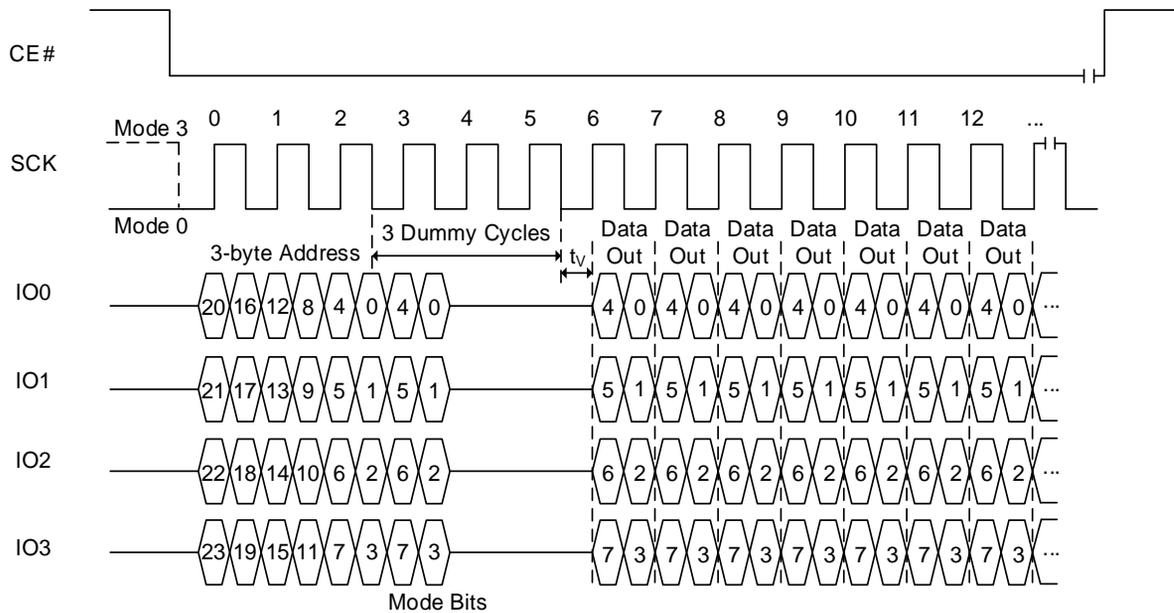 CE#
0 1 2 3 4 5 6 7 8 9 10 11 12 ...
Mode 3
SCK
Mode 0
3-byte Address
3 Dummy Cycles
tV
Data Out Data Out Data Out Data Out Data Out Data Out Data Out
IO0 20 16 12 8 4 0 4 0 4 0 4 0 4 0 4 0 4 0 4 0 4 0 ...
IO1 21 17 13 9 5 1 5 1 5 1 5 1 5 1 5 1 5 1 5 1 5 1 ...
IO2 22 18 14 10 6 2 6 2 6 2 6 2 6 2 6 2 6 2 6 2 6 2 ...
IO3 23 19 15 11 7 3 7 3 7 3 7 3 7 3 7 3 7 3 7 3 7 3 ...
Mode Bits